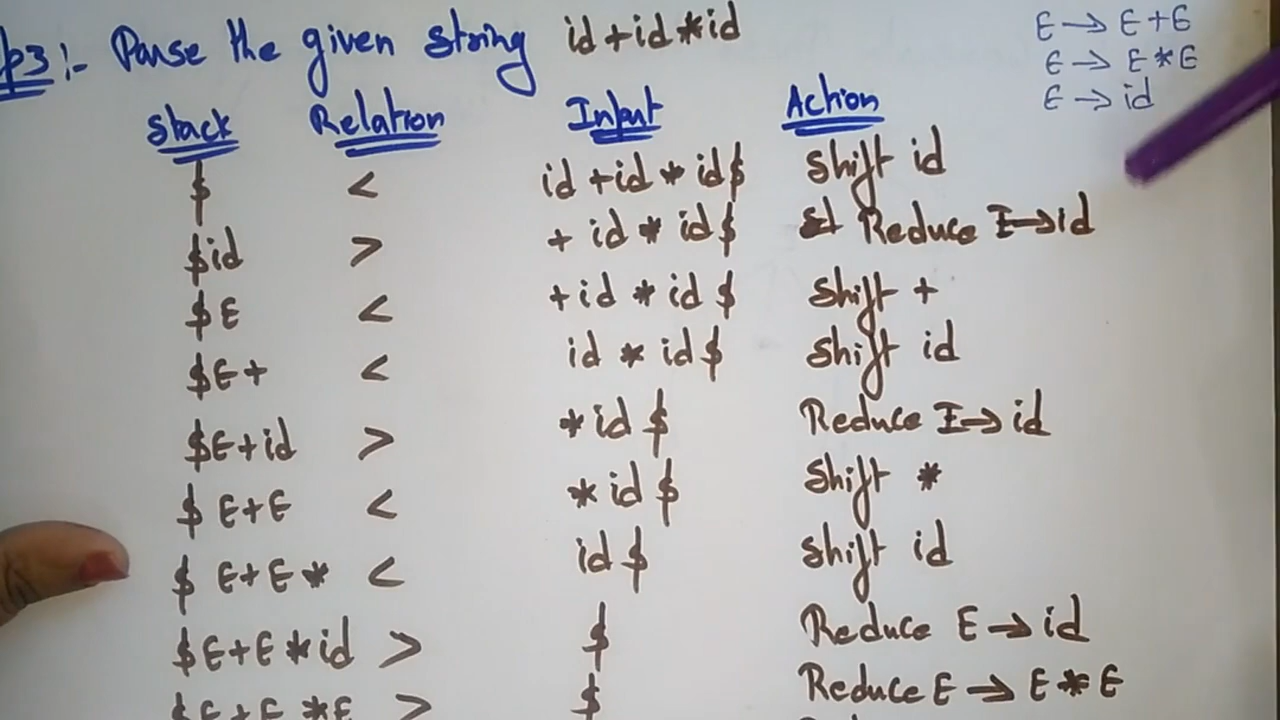 p3:- Parse the given string id+id*id
E → E+E
E → E*E
E → id
Stack Relation Input Action
$ < id +id * id$ Shift id
$id > + id * id$ Reduce E→id
$E < +id * id $ Shift +
$E+ < id * id$ Shift id
$E+id > *id $ Reduce E→id
$ E+E < * id $ Shift *
$ E+E * < id $ Shift id
$E+E *id > $ Reduce E→id
$E+E *E > $ Reduce E → E * E